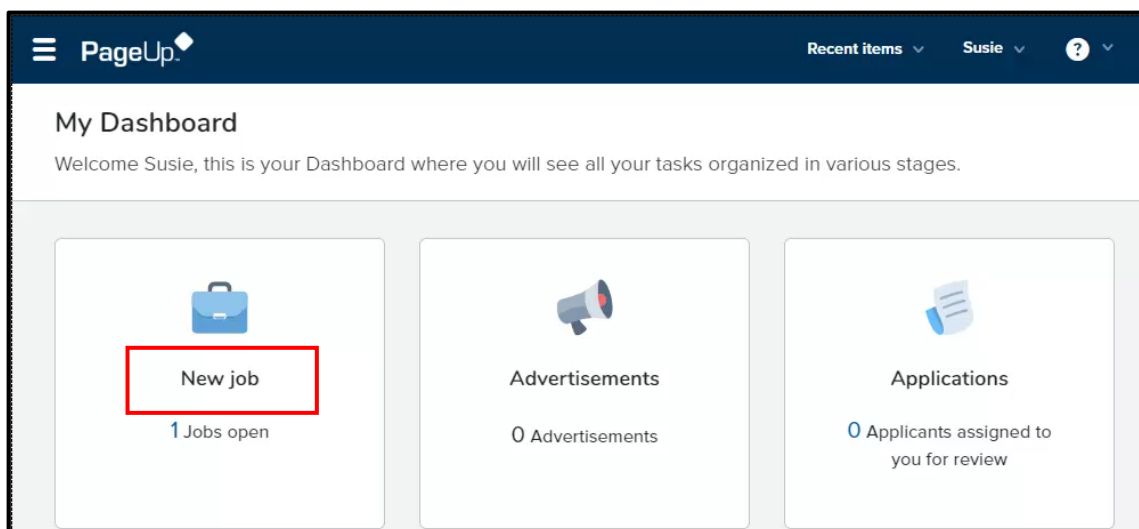 PageUp
Recent items
Susie
?
My Dashboard
Welcome Susie, this is your Dashboard where you will see all your tasks organized in various stages.
New job
1 Jobs open
Advertisements
0 Advertisements
Applications
0 Applicants assigned to
you for review